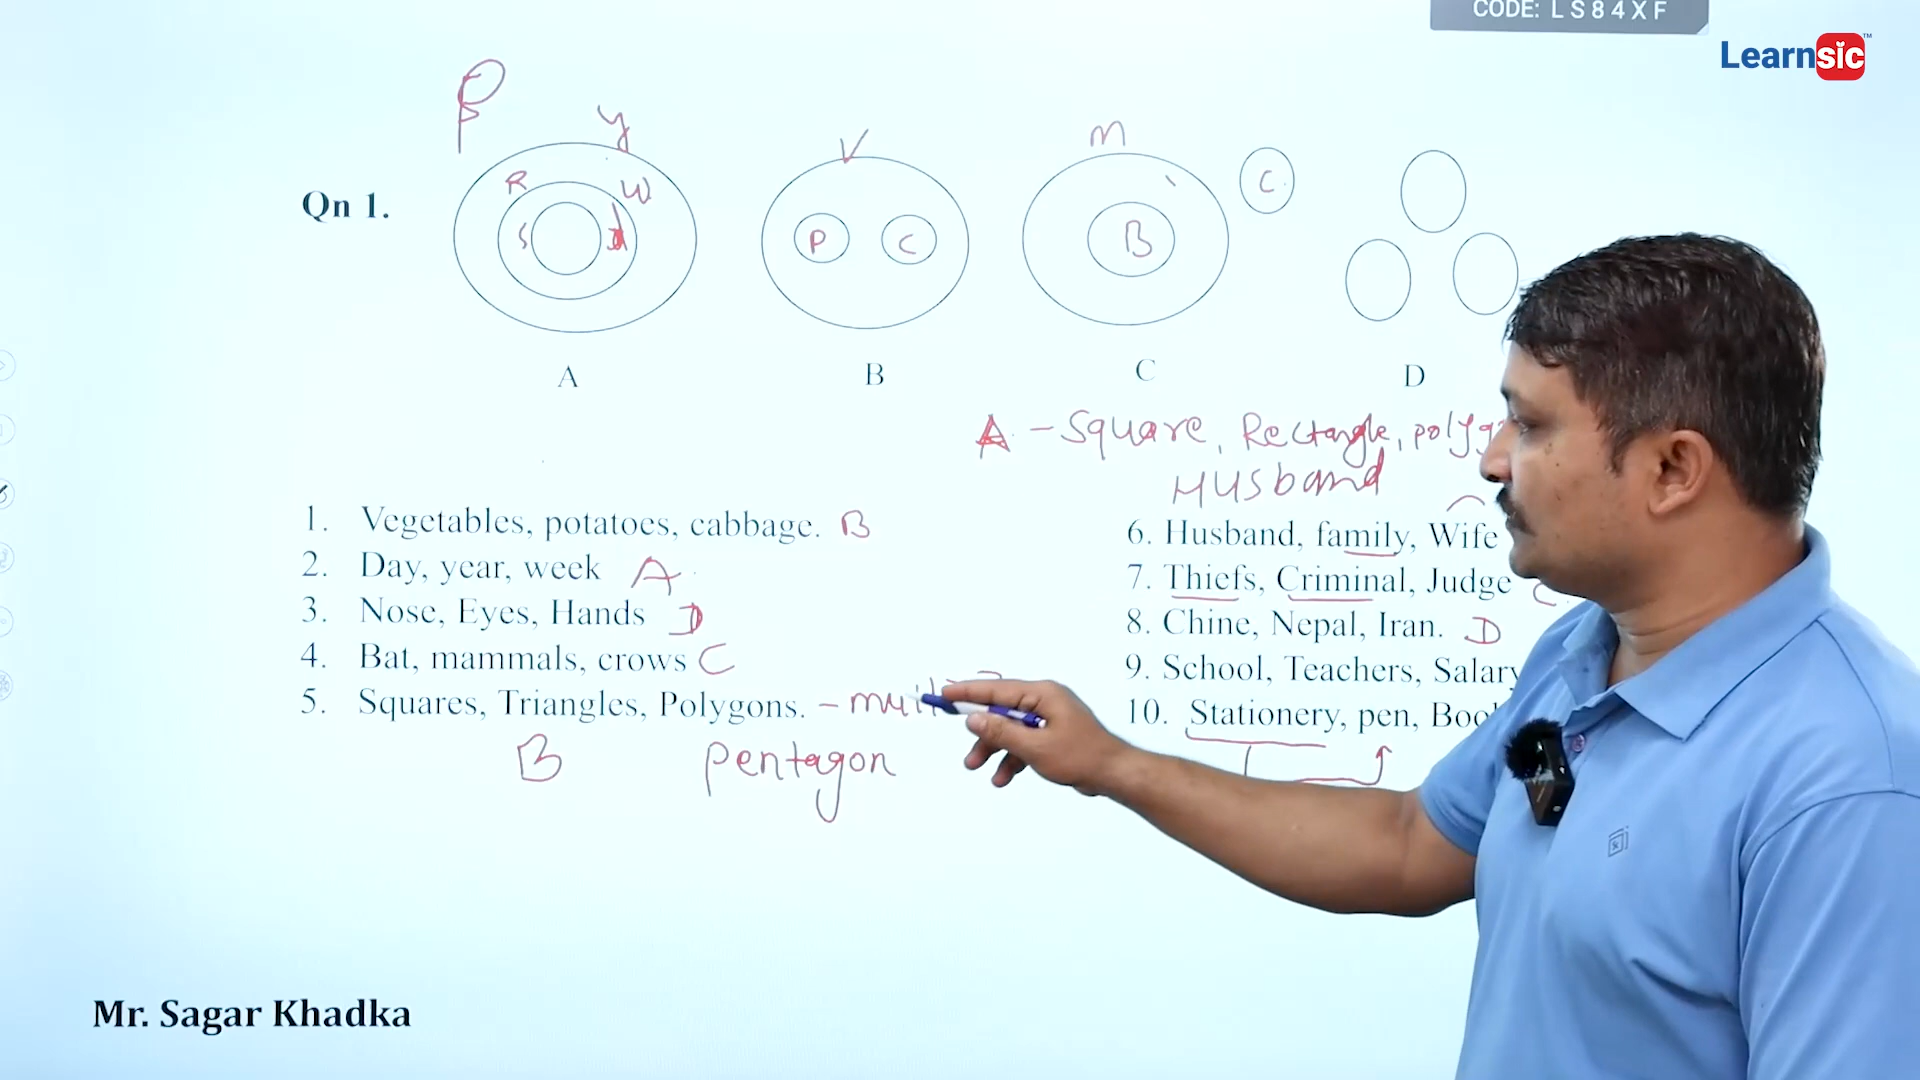 CODE: LS84XF
Learnsic™
P y V M
R W C
Qn 1. S P C B
A B C D
A - Square, Rectangle,
Husband
1. Vegetables, potatoes, cabbage. B
2. Day, year, week A
3. Nose, Eyes, Hands D
4. Bat, mammals, crows C
5. Squares, Triangles, Polygons. -
B pentagon
6. Husband, family, Wife
7. Thiefs, Criminal, Judge C
8. Chine, Nepal, Iran. D
9. School, Teachers, Salary
10. Stationery, pen,
Mr. Sagar Khadka